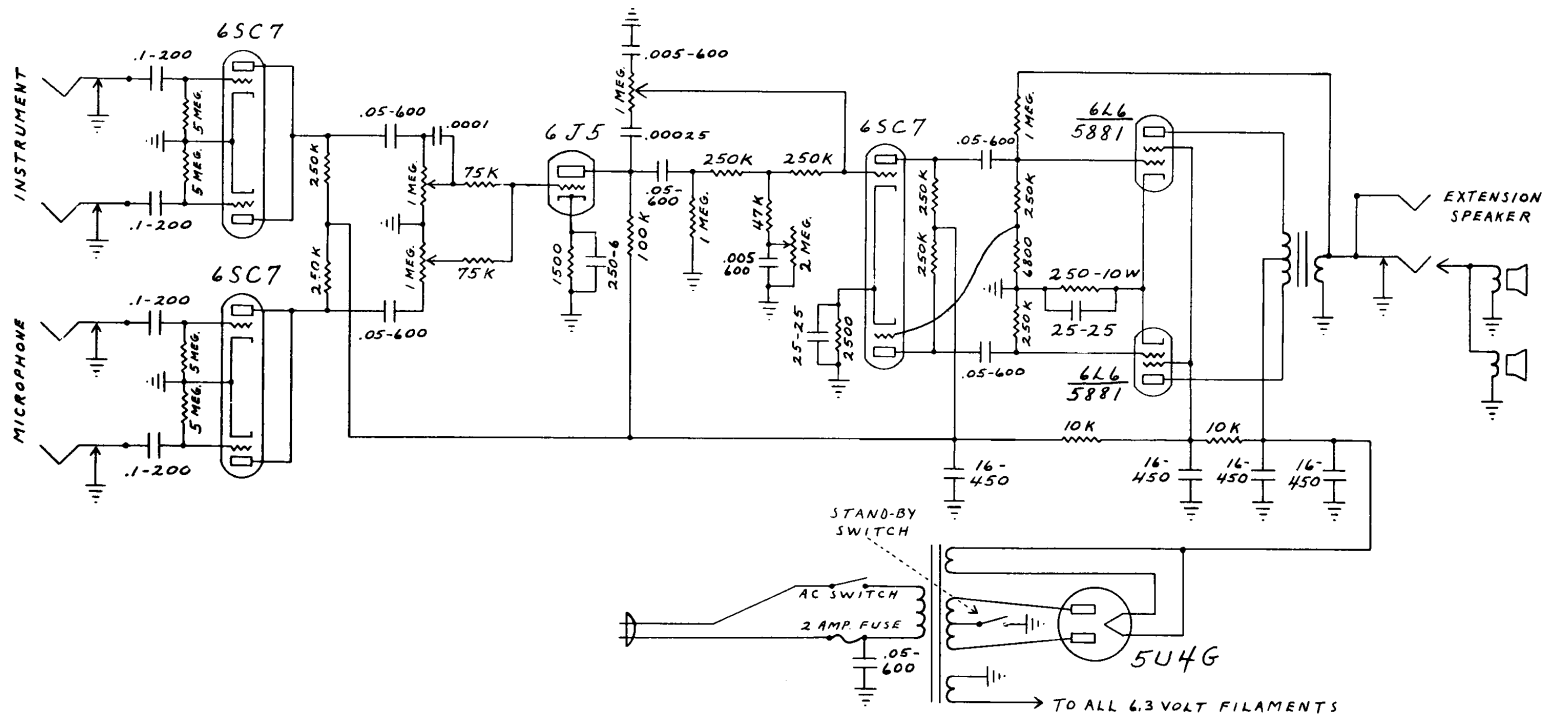 INSTRUMENT
MICROPHONE
6SC7
.1-200
5 MEG.
5 MEG.
.1-200
6SC7
.1-200
5 MEG.
5 MEG.
.1-200
250K
250K
.05-600
.0001
1 MEG.
1 MEG.
.05-600
75K
75K
6J5
1500
250-6
.005-600
1 MEG.
.00025
.05-
600
100K
1 MEG.
250K
250K
47K
.005
600
2 MEG.
6SC7
25-25
2500
250K
250K
.05-600
.05-600
1 MEG.
250K
6800
250K
250-10W
25-25
6L6
5881
6L6
5881
EXTENSION
SPEAKER
10K
10K
16-
450
16-
450
16-
450
16-
450
STAND-BY
SWITCH
AC SWITCH
2 AMP. FUSE
.05-
600
5U4G
TO ALL 6.3 VOLT FILAMENTS